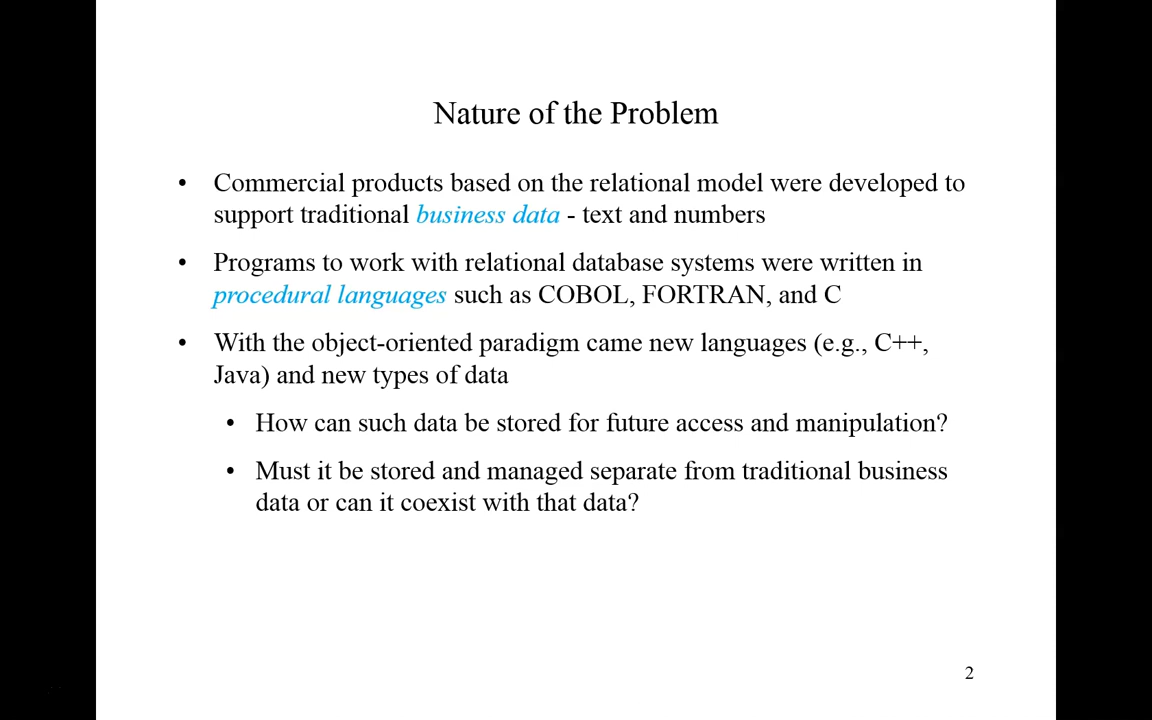 Nature of the Problem
• Commercial products based on the relational model were developed to
support traditional business data - text and numbers
• Programs to work with relational database systems were written in
procedural languages such as COBOL, FORTRAN, and C
• With the object-oriented paradigm came new languages (e.g., C++,
Java) and new types of data
• How can such data be stored for future access and manipulation?
• Must it be stored and managed separate from traditional business
data or can it coexist with that data?
2